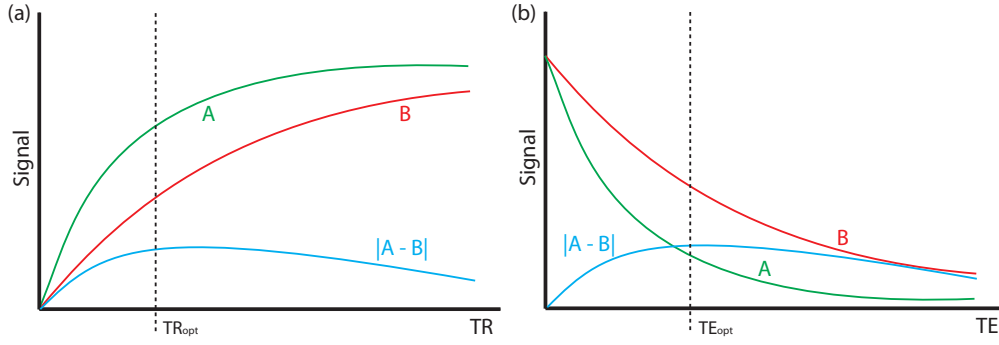 (a)
Signal
A
B
|A - B|
TRopt
TR
(b)
Signal
|A - B|
B
A
TEopt
TE